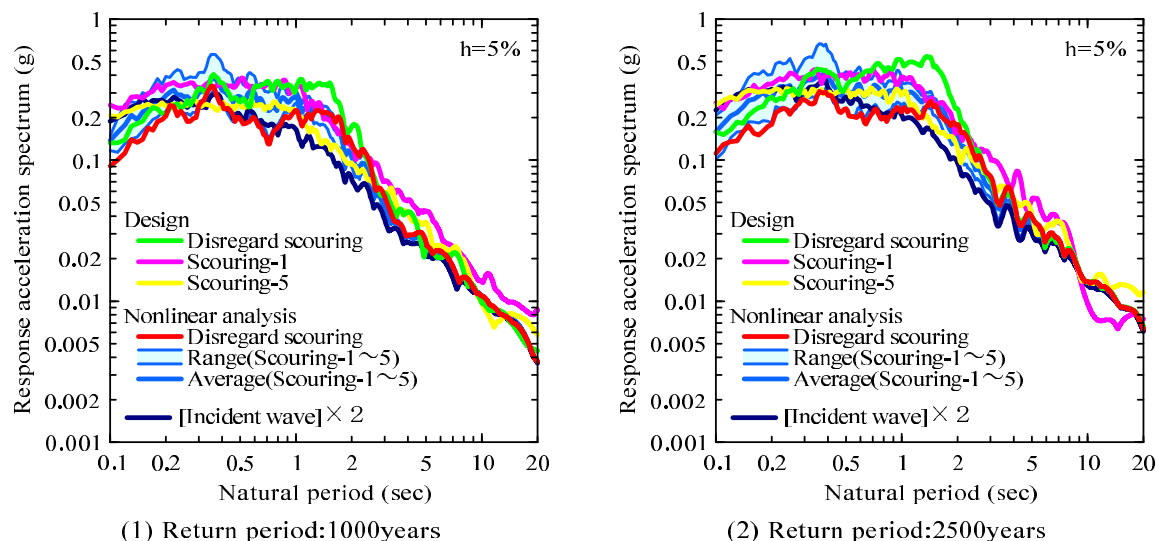 Response acceleration spectrum (g)
1
0.5
0.2
0.1
0.05
0.02
0.01
0.005
0.002
0.001
h=5%
Design
Disregard scouring
Scouring-1
Scouring-5
Nonlinear analysis
Disregard scouring
Range(Scouring-1～5)
Average(Scouring-1～5)
[Incident wave]×2
0.1 0.2 0.5 1 2 5 10 20
Natural period (sec)
(1) Return period:1000years
Response acceleration spectrum (g)
1
0.5
0.2
0.1
0.05
0.02
0.01
0.005
0.002
0.001
h=5%
Design
Disregard scouring
Scouring-1
Scouring-5
Nonlinear analysis
Disregard scouring
Range(Scouring-1～5)
Average(Scouring-1～5)
[Incident wave]×2
0.1 0.2 0.5 1 2 5 10 20
Natural period (sec)
(2) Return period:2500years